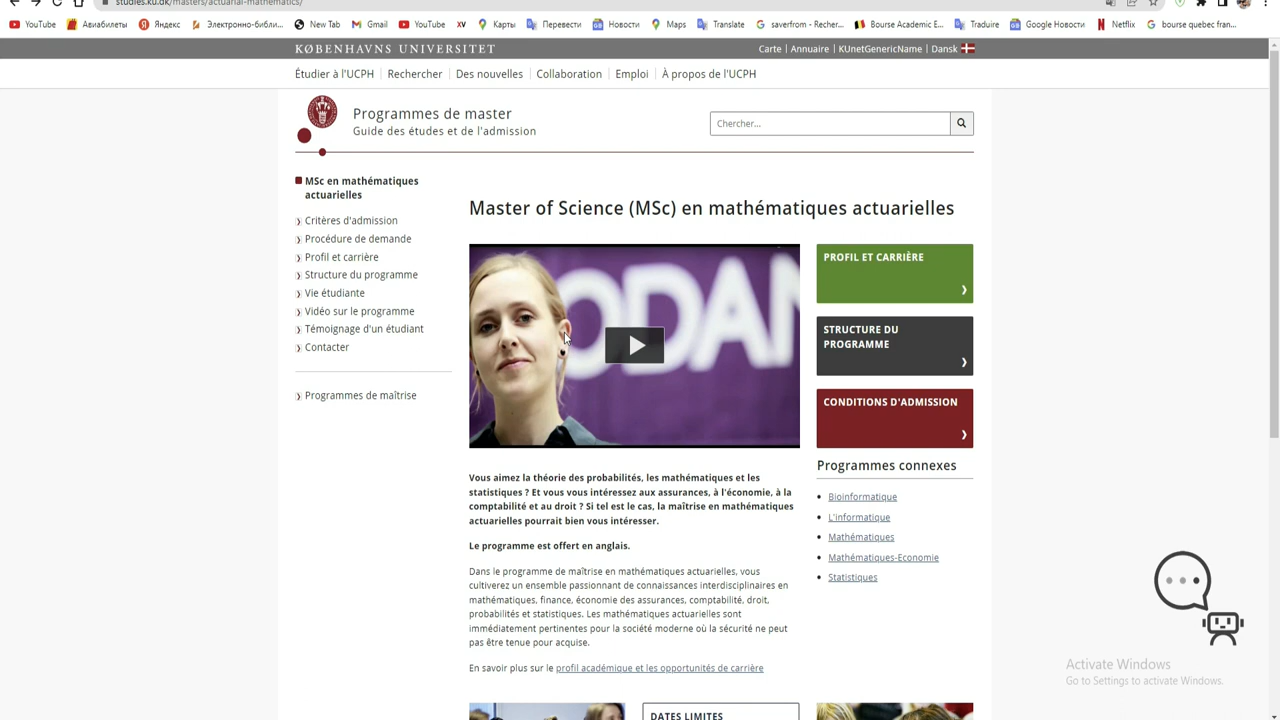 studies.ku.dk/masters/actuarial-mathematics/
YouTube Авиабилеты Яндекс Электронно-библи... New Tab Gmail YouTube Карты Перевести Новости Maps Translate saverfrom - Recher... Bourse Academic E... Traduire Google Новости Netflix bourse quebec fran...
KØBENHAVNS UNIVERSITET
Carte | Annuaire | KUnetGenericName | Dansk
Étudier à l'UCPH Rechercher Des nouvelles Collaboration Emploi À propos de l'UCPH
Programmes de master
Guide des études et de l'admission
Chercher...
MSc en mathématiques
actuarielles
Critères d'admission
Procédure de demande
Profil et carrière
Structure du programme
Vie étudiante
Vidéo sur le programme
Témoignage d'un étudiant
Contacter
Programmes de maîtrise
Master of Science (MSc) en mathématiques actuarielles
ODAN
PROFIL ET CARRIÈRE
STRUCTURE DU
PROGRAMME
CONDITIONS D'ADMISSION
Programmes connexes
Bioinformatique
L'informatique
Mathématiques
Mathématiques-Economie
Statistiques
Vous aimez la théorie des probabilités, les mathématiques et les
statistiques ? Et vous vous intéressez aux assurances, à l'économie, à la
comptabilité et au droit ? Si tel est le cas, la maîtrise en mathématiques
actuarielles pourrait bien vous intéresser.
Le programme est offert en anglais.
Dans le programme de maîtrise en mathématiques actuarielles, vous
cultiverez un ensemble passionnant de connaissances interdisciplinaires en
mathématiques, finance, économie des assurances, comptabilité, droit,
probabilités et statistiques. Les mathématiques actuarielles sont
immédiatement pertinentes pour la société moderne où la sécurité ne peut
pas être tenue pour acquise.
En savoir plus sur le profil académique et les opportunités de carrière
DATES LIMITES
Activate Windows
Go to Settings to activate Windows.